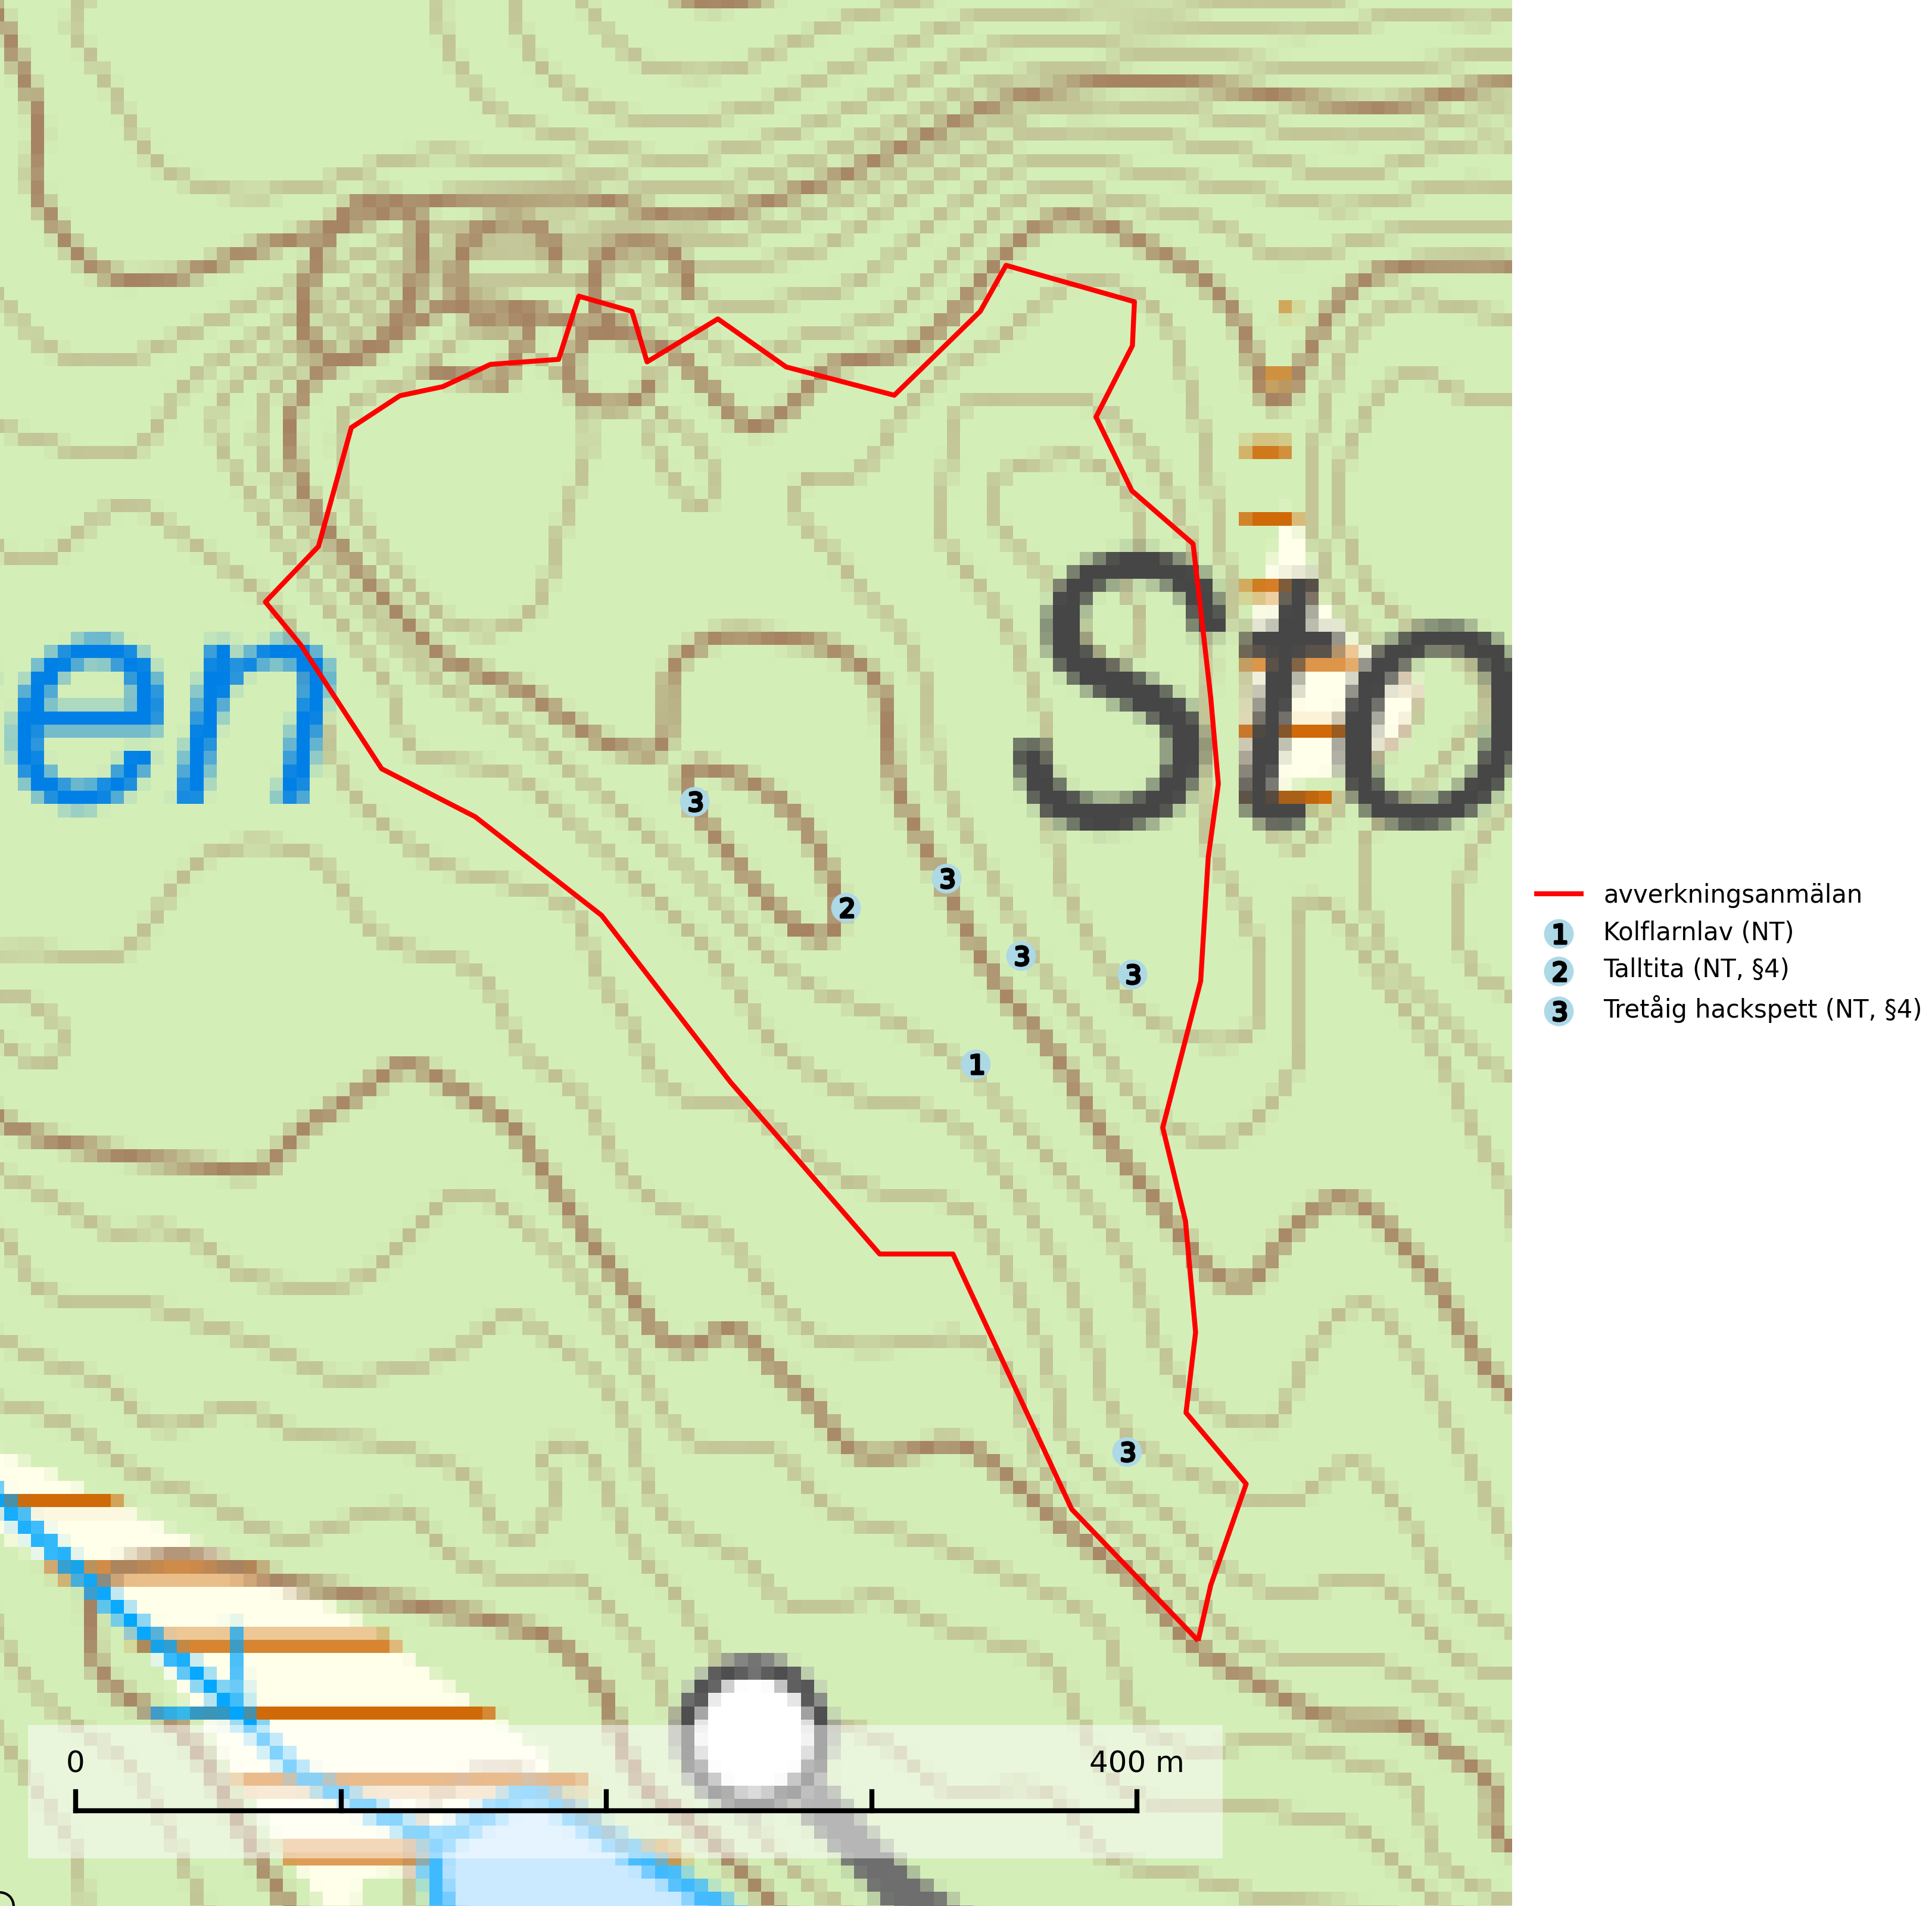 en
Sto
3
3
2
3
3
1
3
avverkningsanmälan
1 Kolflarnlav (NT)
2 Talltita (NT, §4)
3 Tretåig hackspett (NT, §4)
0
400 m